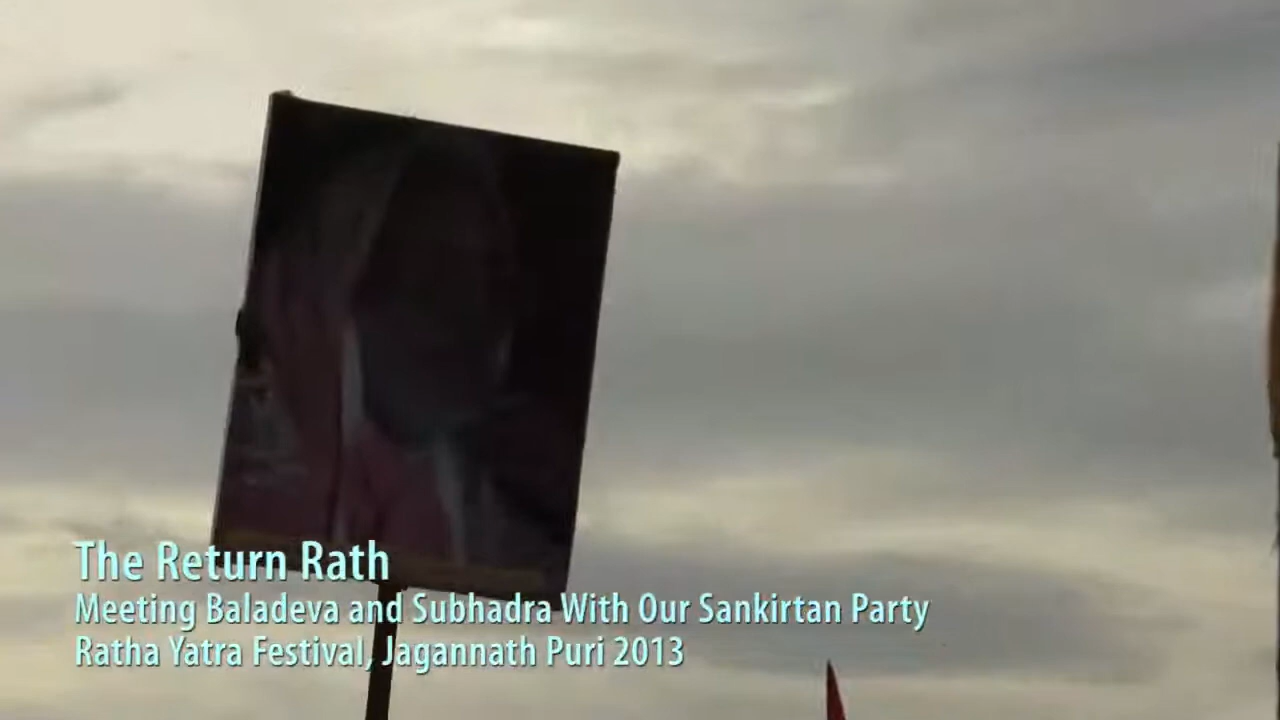 The Return Rath
Meeting Baladeva and Subhadra With Our Sankirtan Party
Ratha Yatra Festival, Jagannath Puri 2013